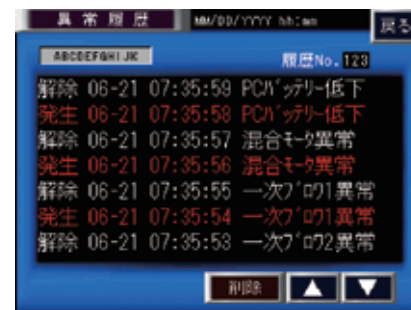 異常履歴 MM/DD/YYYY hh:mm 戻る
ABCDEFGHIJK 履歴No.123
解除 06-21 07:35:59 PCバッテリー低下
発生 06-21 07:35:58 PCバッテリー低下
解除 06-21 07:35:57 混合モータ異常
発生 06-21 07:35:56 混合モータ異常
解除 06-21 07:35:55 一次ブロワ1異常
発生 06-21 07:35:54 一次ブロワ1異常
解除 06-21 07:35:53 一次ブロワ2異常
削除 ▲ ▼